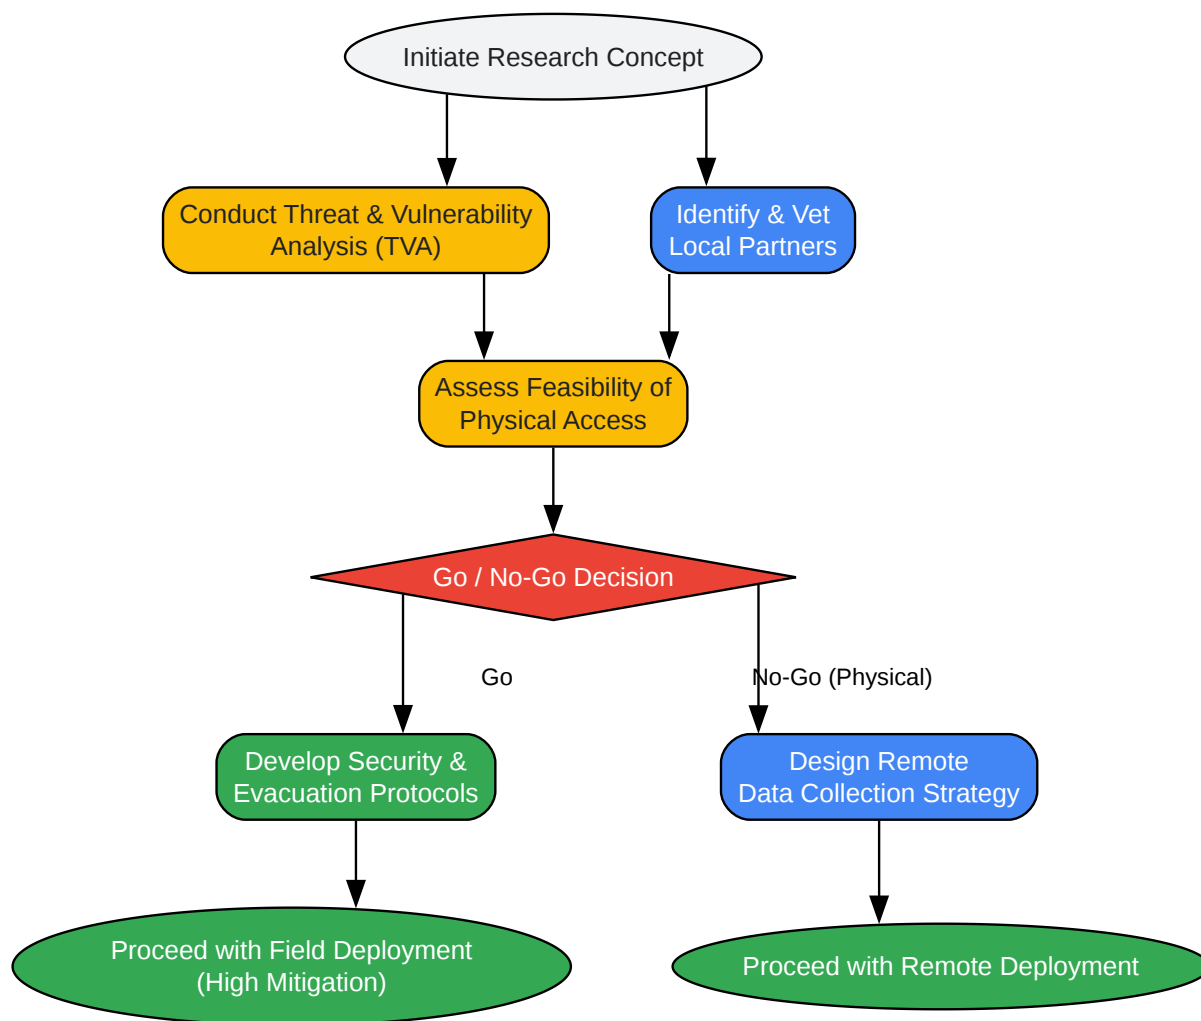 Initiate Research Concept
Conduct Threat & Vulnerability
Analysis (TVA)
Identify & Vet
Local Partners
Assess Feasibility of
Physical Access
Go / No-Go Decision
Go
No-Go (Physical)
Develop Security &
Evacuation Protocols
Design Remote
Data Collection Strategy
Proceed with Field Deployment
(High Mitigation)
Proceed with Remote Deployment